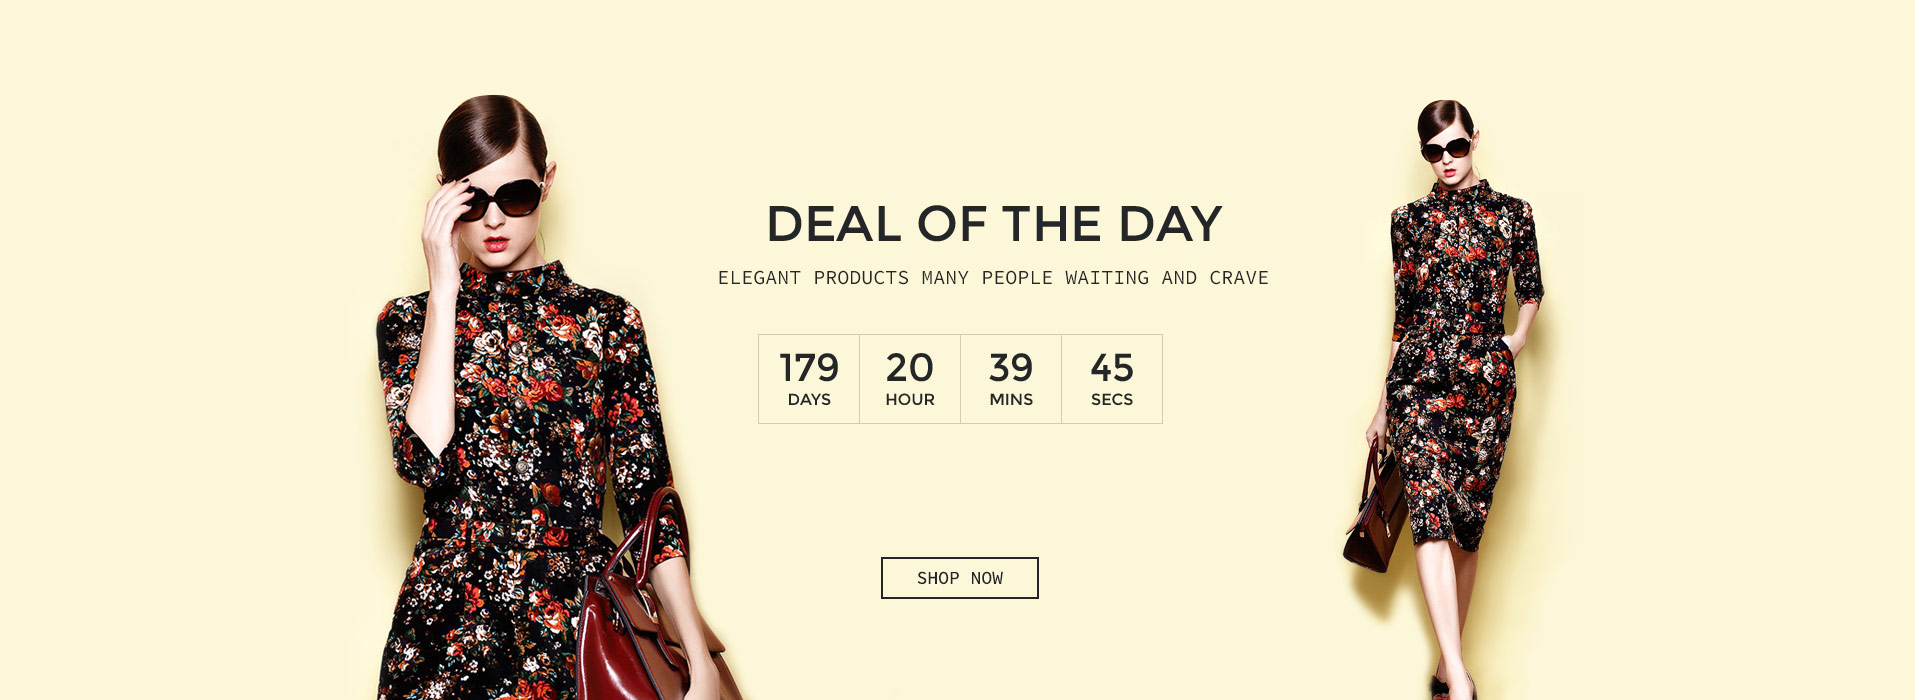 DEAL OF THE DAY
ELEGANT PRODUCTS MANY PEOPLE WAITING AND CRAVE
179 20 39 45
DAYS HOUR MINS SECS
SHOP NOW